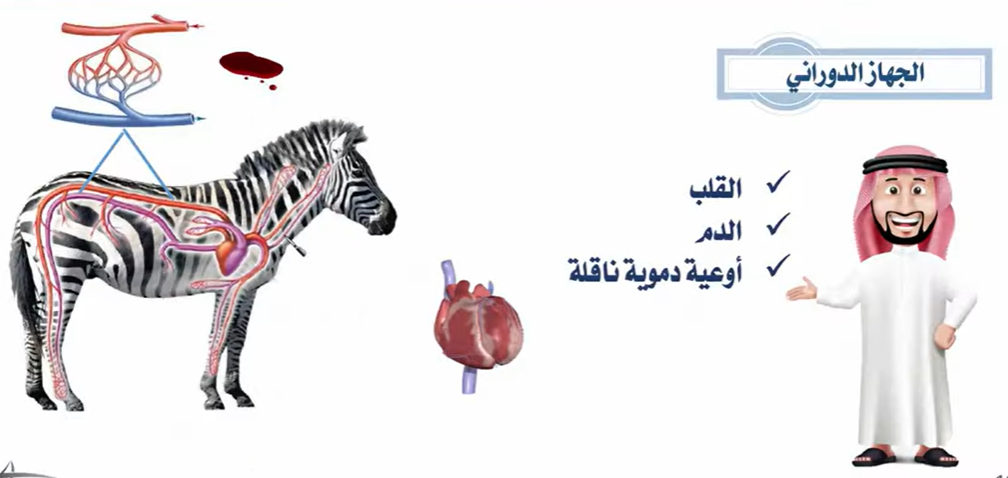 الجهاز الدوراني
القلب
الدم
أوعية دموية ناقلة